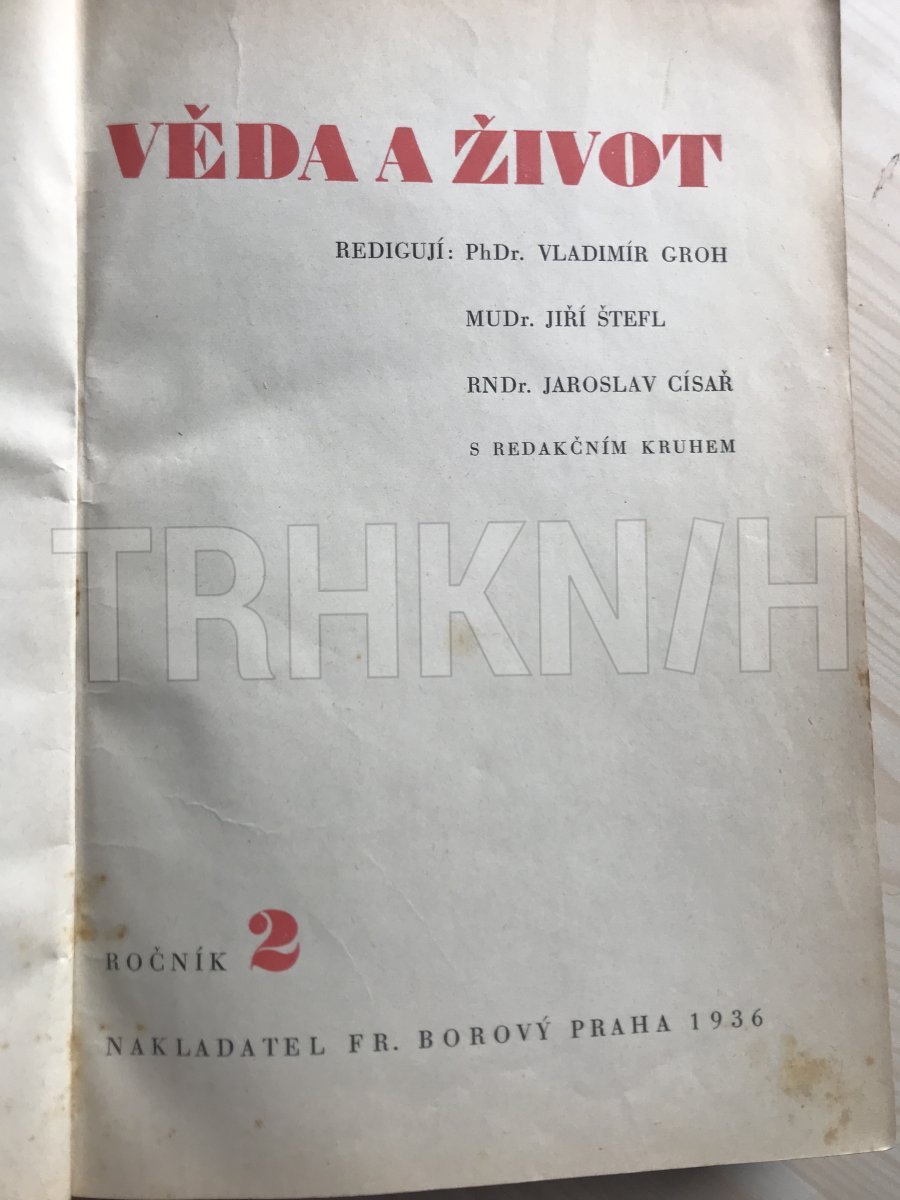 VĚDA A ŽIVOT
REDIGUJÍ: PhDr. VLADIMÍR GROH
MUDr. JIŘÍ ŠTEFL
RNDr. JAROSLAV CÍSAŘ
S REDAKČNÍM KRUHEM
TRHKN/H
ROČNÍK 2
NAKLADATEL FR. BOROVÝ PRAHA 1936